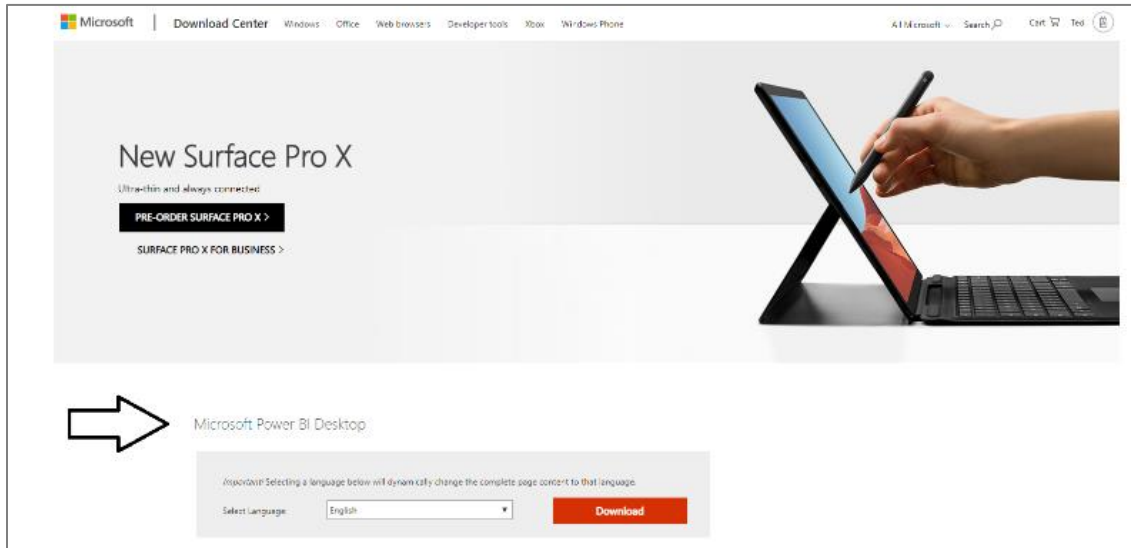 Microsoft | Download Center Windows Office Web browsers Developer tools Xbox Windows Phone All Microsoft Search Cart Ted
New Surface Pro X
Ultra-thin and always connected
PRE-ORDER SURFACE PRO X >
SURFACE PRO X FOR BUSINESS >
Microsoft Power BI Desktop
Important! Selecting a language below will dynamically change the complete page content to that language.
Select Language: English Download